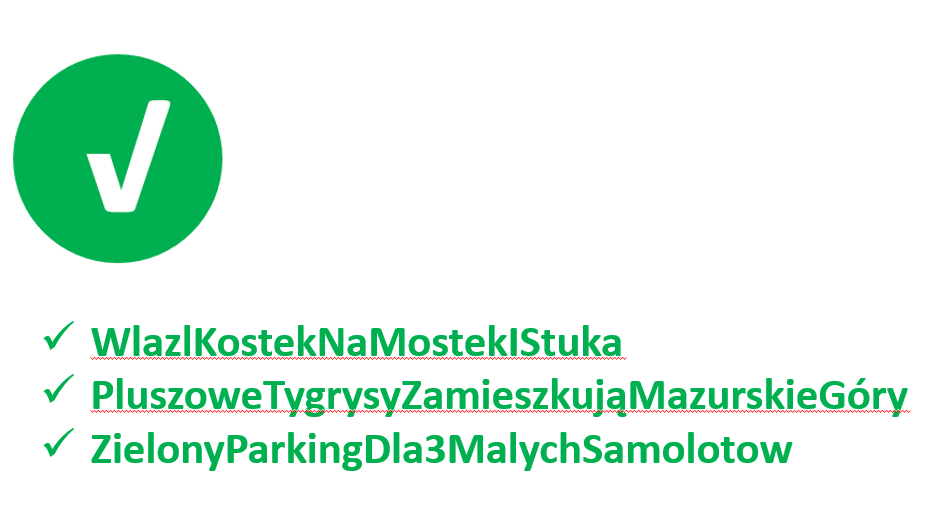 WlazlKostekNaMostekIStuka
PluszoweTygrysyZamieszkująMazurskieGóry
ZielonyParkingDla3MalychSamolotow